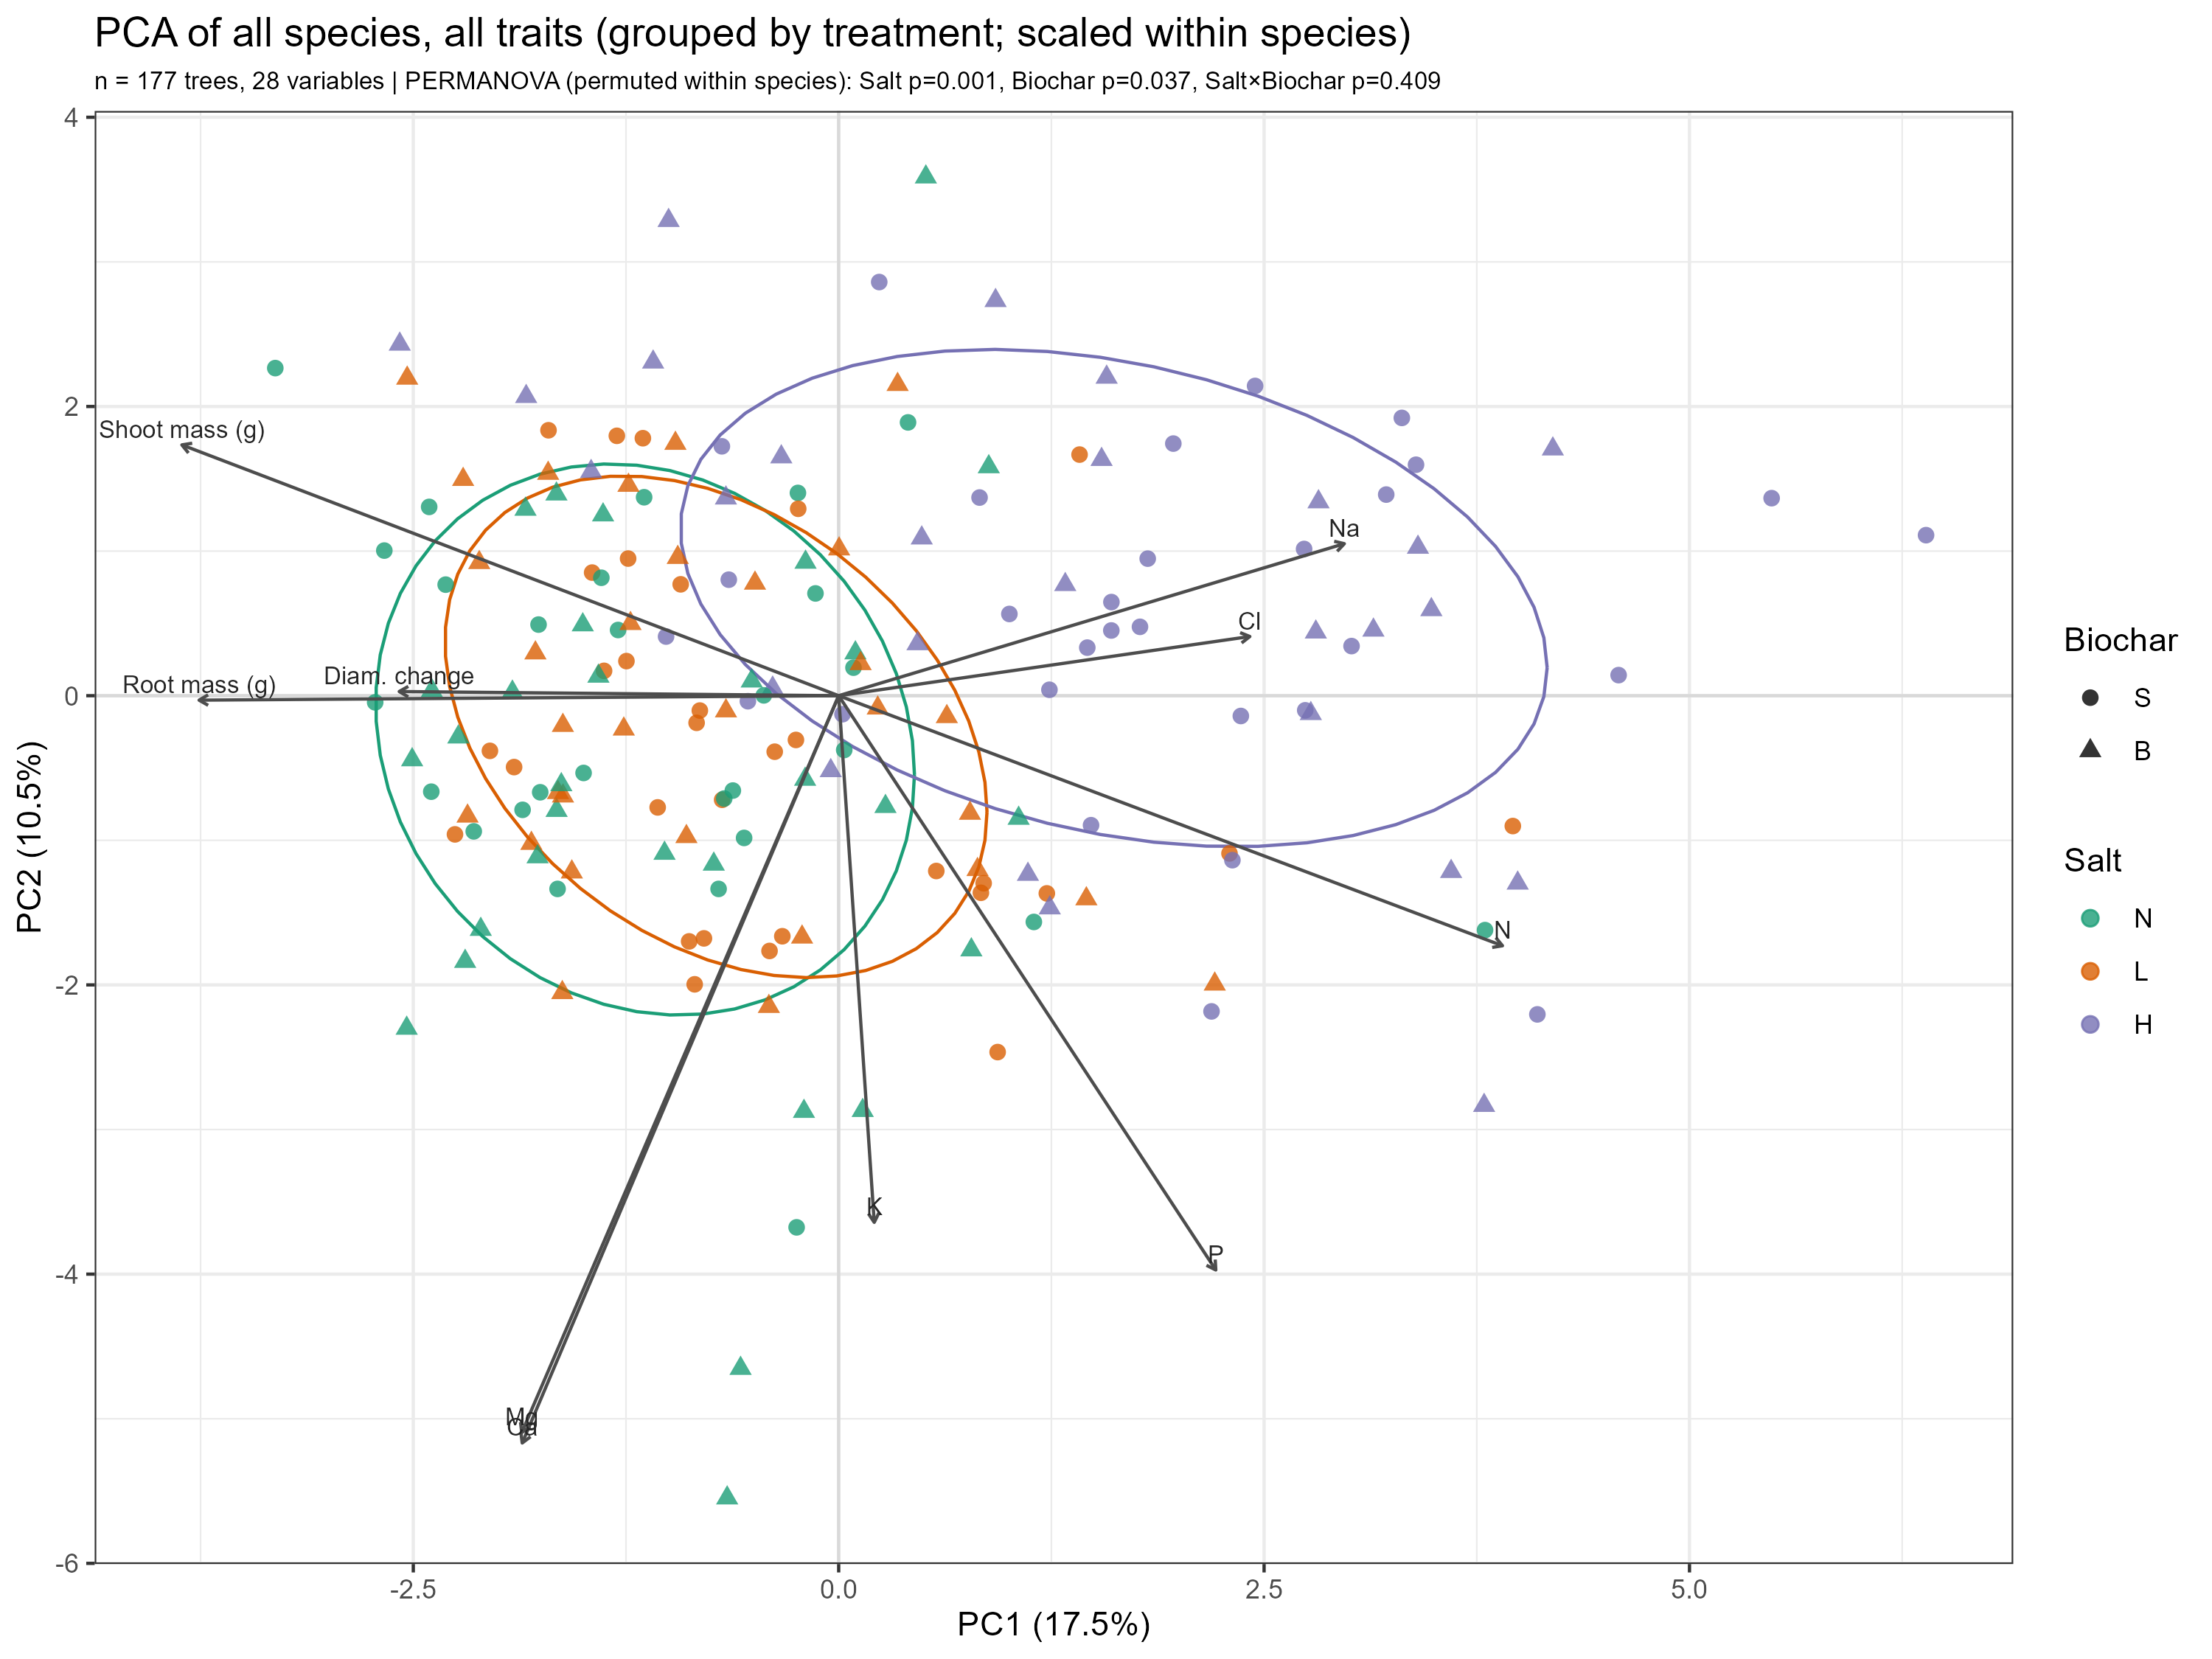 PCA of all species, all traits (grouped by treatment; scaled within species)
n = 177 trees, 28 variables | PERMANOVA (permuted within species): Salt p=0.001, Biochar p=0.037, Salt×Biochar p=0.409
4
2
0
-2
-4
-6
PC2 (10.5%)
Shoot mass (g)
Na
Cl
Diam. change
Root mass (g)
N
K
P
Mg
Ca
-2.5
0.0
2.5
5.0
PC1 (17.5%)
Biochar
S
B
Salt
N
L
H